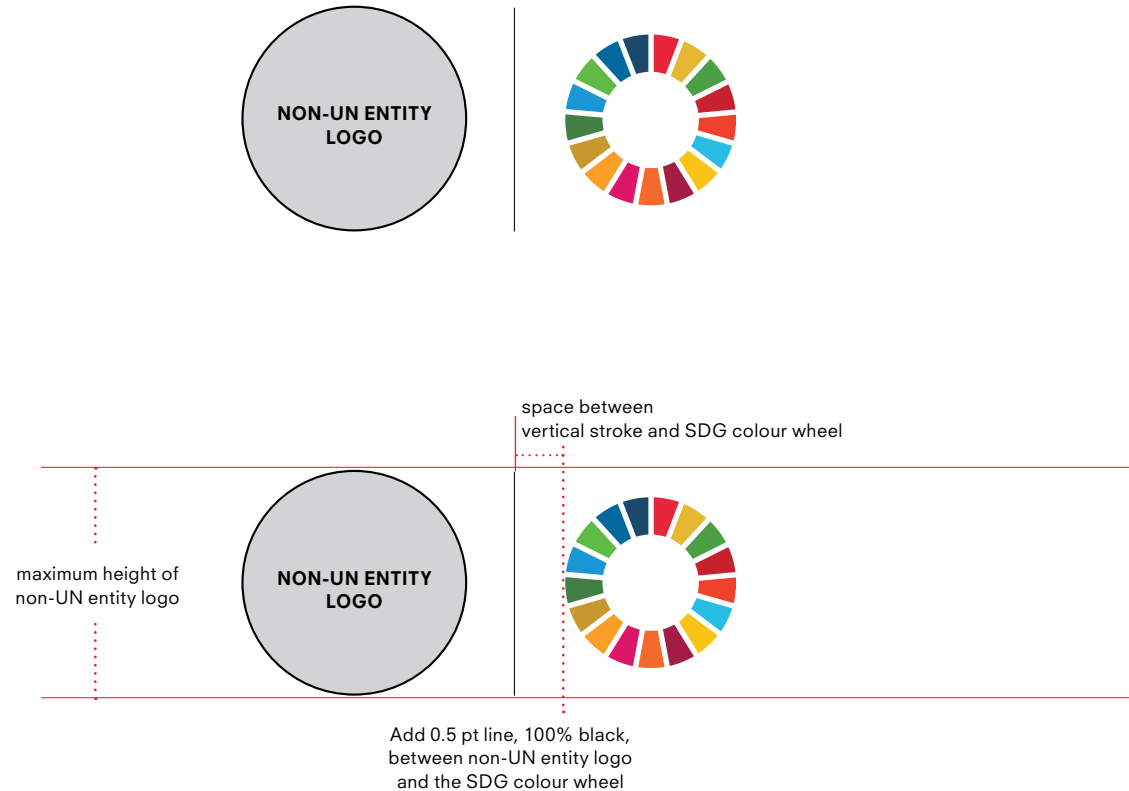 NON-UN ENTITY
LOGO
space between
vertical stroke and SDG colour wheel
maximum height of
non-UN entity logo
NON-UN ENTITY
LOGO
Add 0.5 pt line, 100% black,
between non-UN entity logo
and the SDG colour wheel